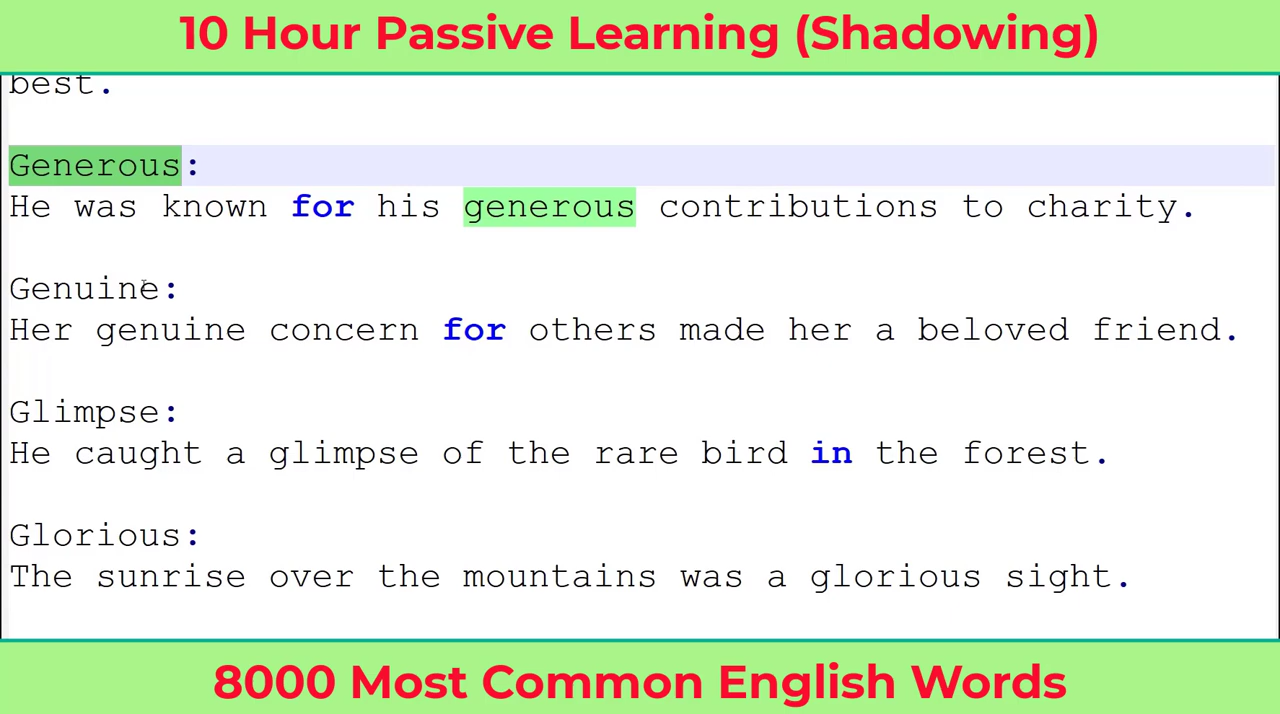 10 Hour Passive Learning (Shadowing)
best.
Generous:
He was known for his generous contributions to charity.
Genuine:
Her genuine concern for others made her a beloved friend.
Glimpse:
He caught a glimpse of the rare bird in the forest.
Glorious:
The sunrise over the mountains was a glorious sight.
8000 Most Common English Words